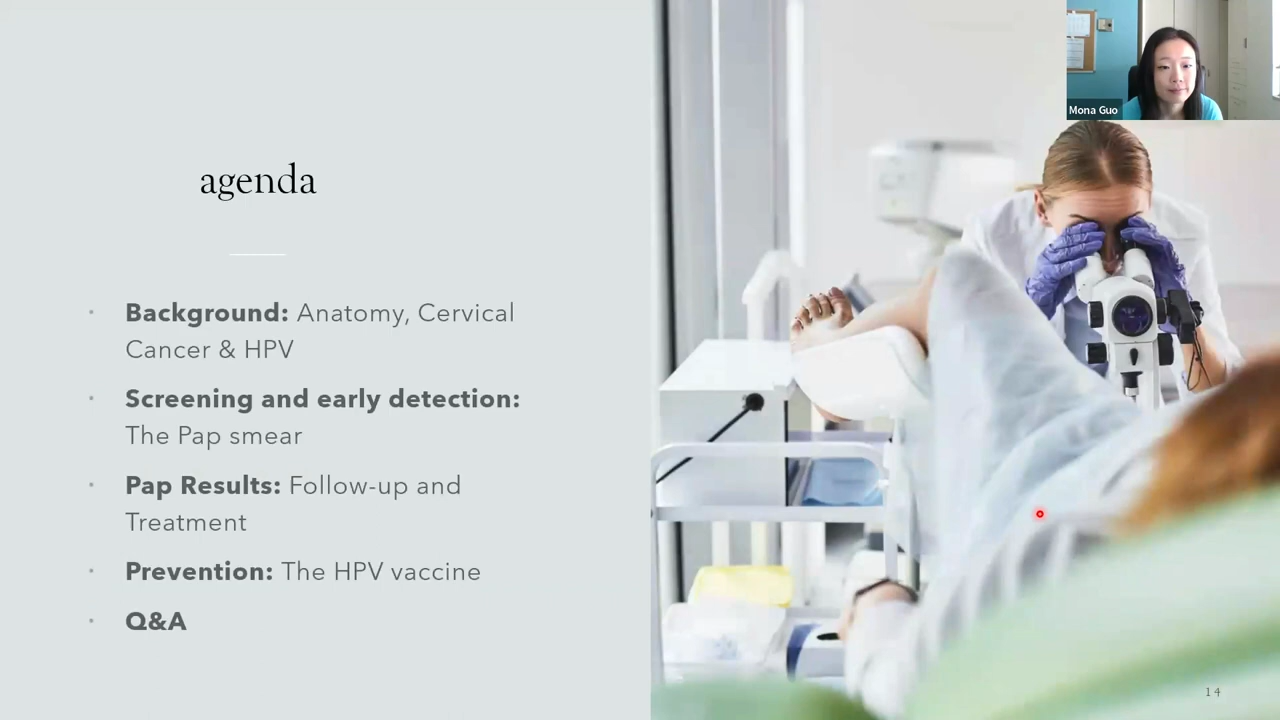 Mona Guo
agenda
Background: Anatomy, Cervical
Cancer & HPV
Screening and early detection:
The Pap smear
Pap Results: Follow-up and
Treatment
Prevention: The HPV vaccine
Q&A
14